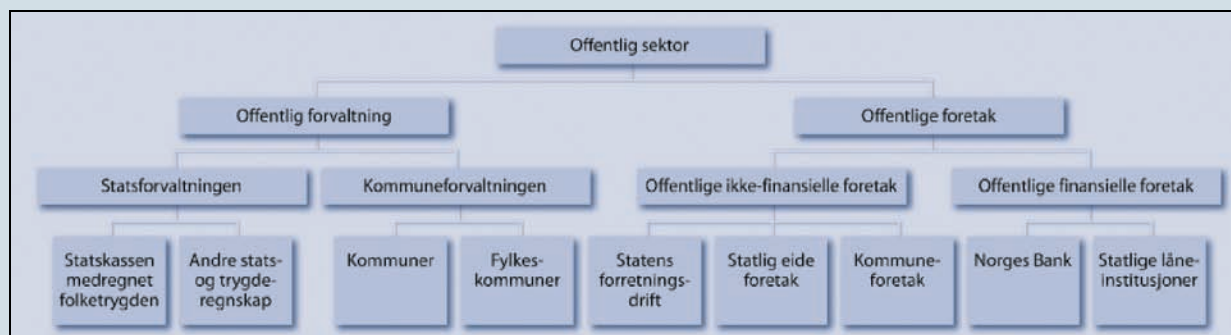 Offentlig sektor
Offentlig forvaltning
Offentlige foretak
Statsforvaltningen
Kommuneforvaltningen
Offentlige ikke-finansielle foretak
Offentlige finansielle foretak
Statskassen
medregnet
folketrygden
Andre stats-
og trygde-
regnskap
Kommuner
Fylkes-
kommuner
Statens
forretnings-
drift
Statlig eide
foretak
Kommune-
foretak
Norges Bank
Statlige låne-
institusjoner